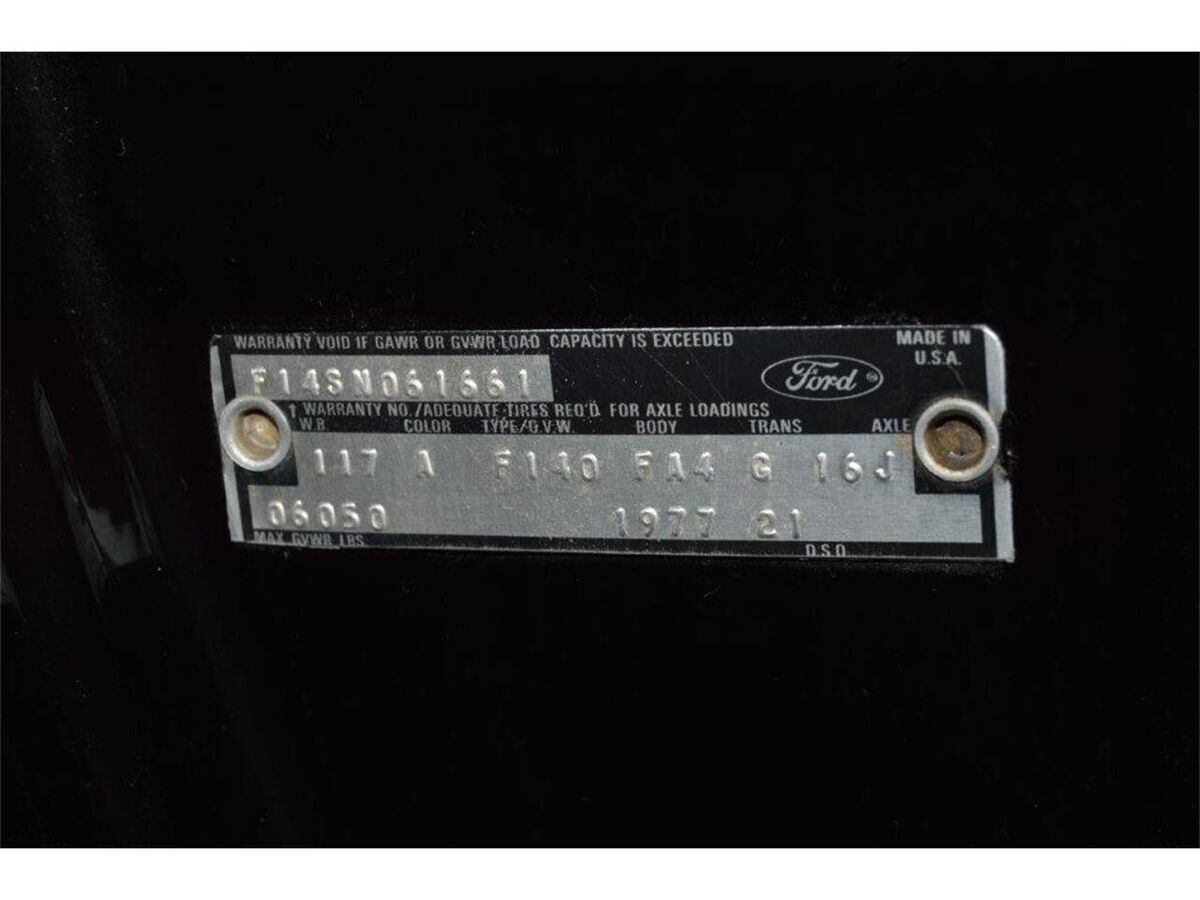 WARRANTY VOID IF GAWR OR GVWR LOAD CAPACITY IS EXCEEDED
MADE IN
U.S.A.
F14SN061661
Ford
1 WARRANTY NO./ADEQUATE TIRES REQ'D. FOR AXLE LOADINGS
W.B. COLOR TYPE/G.V.W. BODY TRANS AXLE
117 A F140 FA4 G 16J
06050 1977 21
MAX. GVWR LBS D.S.O.